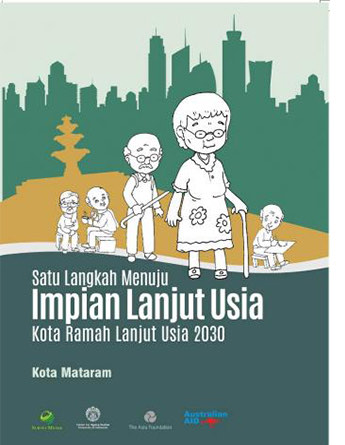 Satu Langkah Menuju
Impian Lanjut Usia
Kota Ramah Lanjut Usia 2030
Kota Mataram
The Asia Foundation
Australian
AID